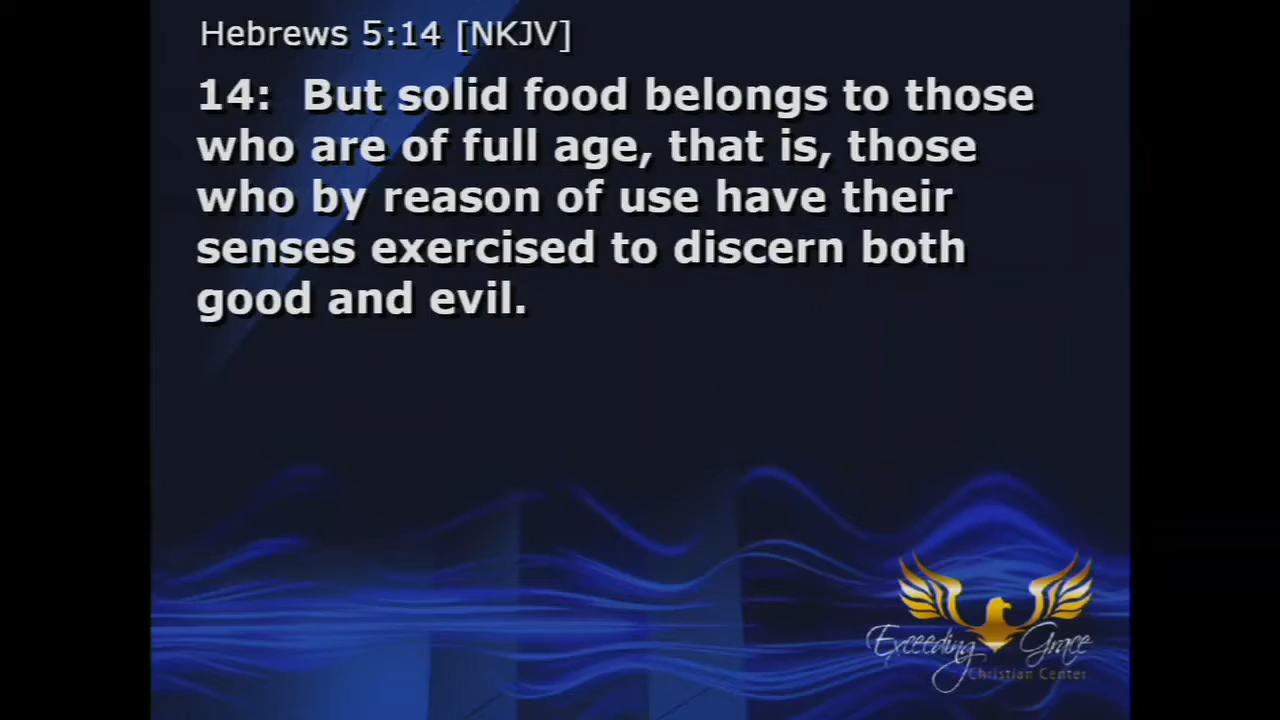 Hebrews 5:14 [NKJV]
14: But solid food belongs to those
who are of full age, that is, those
who by reason of use have their
senses exercised to discern both
good and evil.
Exceeding Grace
Christian Center